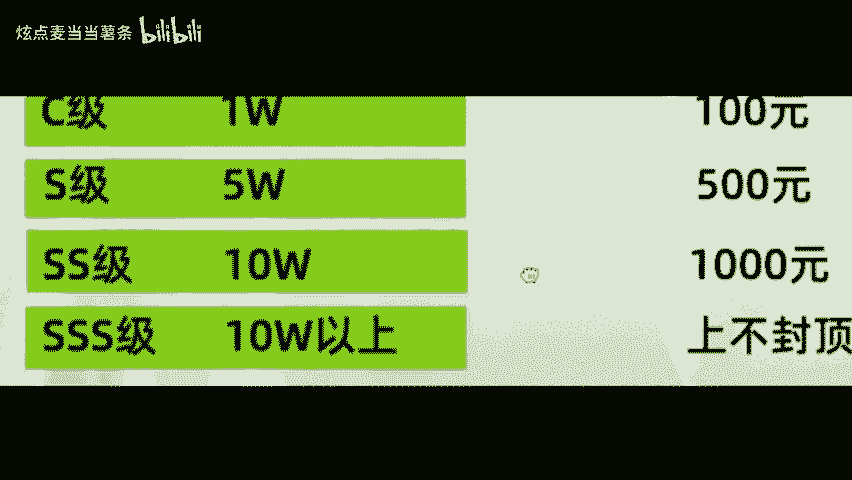 炫点麦当当薯条 bilibili
C级 1W 100元
S级 5W 500元
SS级 10W 1000元
SSS级 10W以上 上不封顶